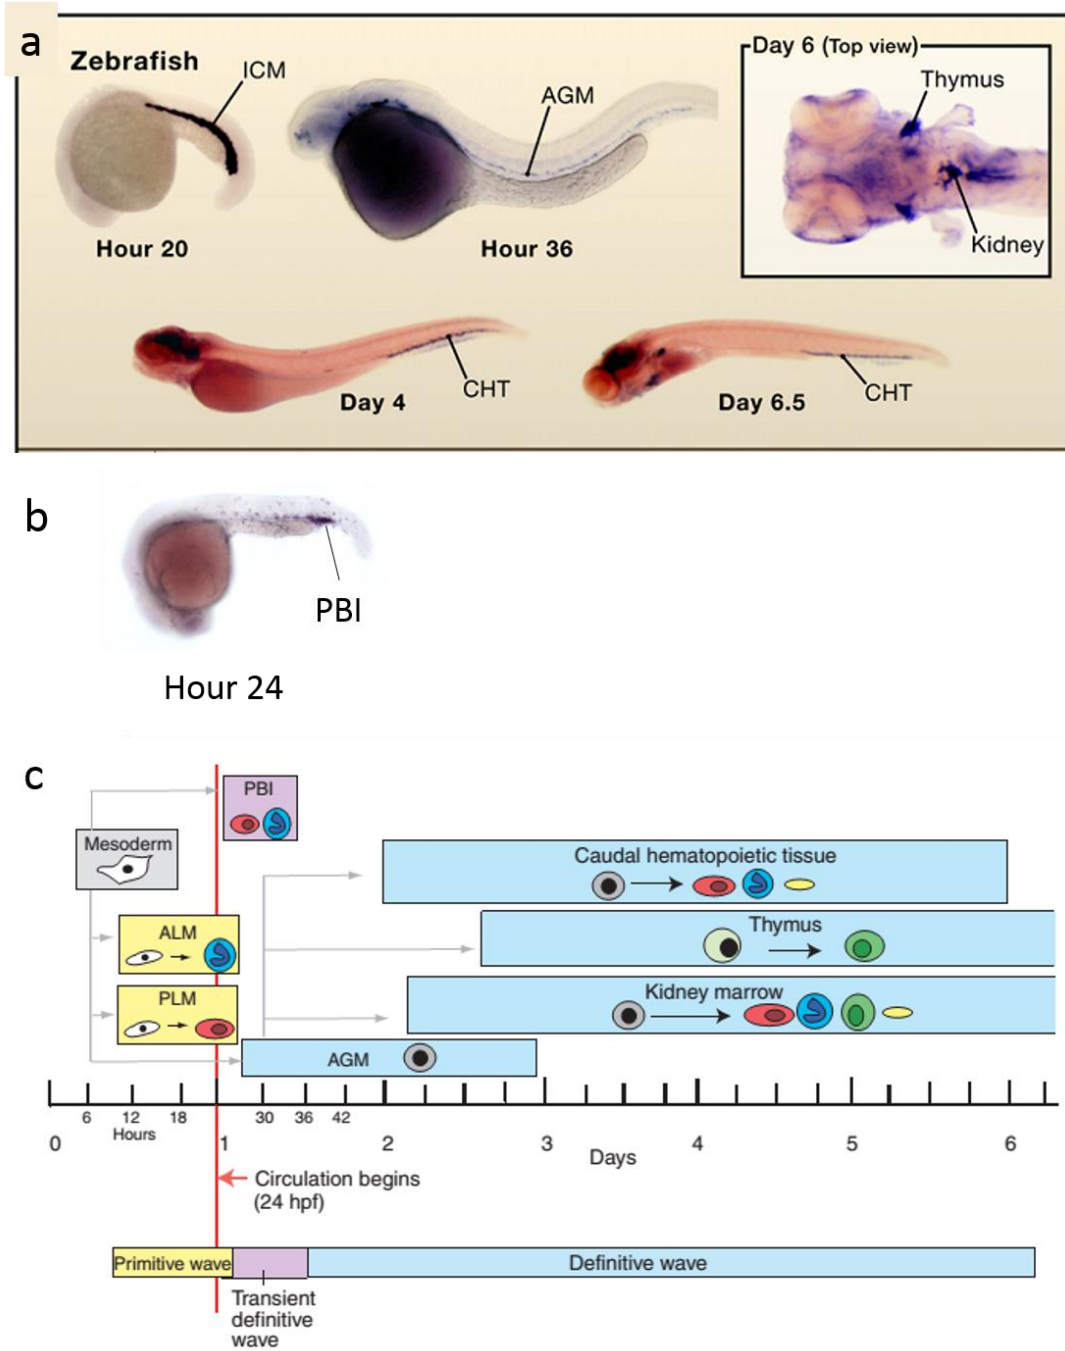 a
Zebrafish
ICM
Hour 20
AGM
Hour 36
Day 6 (Top view)
Thymus
Kidney
CHT
Day 4
CHT
Day 6.5
b
PBI
Hour 24
c
PBI
Mesoderm
Caudal hematopoietic tissue
ALM
Thymus
PLM
Kidney marrow
AGM
6 12 18 30 36 42
Hours
0 1 2 3 4 5 6
Days
Circulation begins
(24 hpf)
Primitive wave
Definitive wave
Transient
definitive
wave